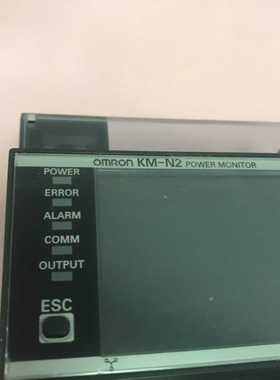 OMRON KM-N2 POWER MONITOR
POWER
ERROR
ALARM
COMM
OUTPUT
ESC